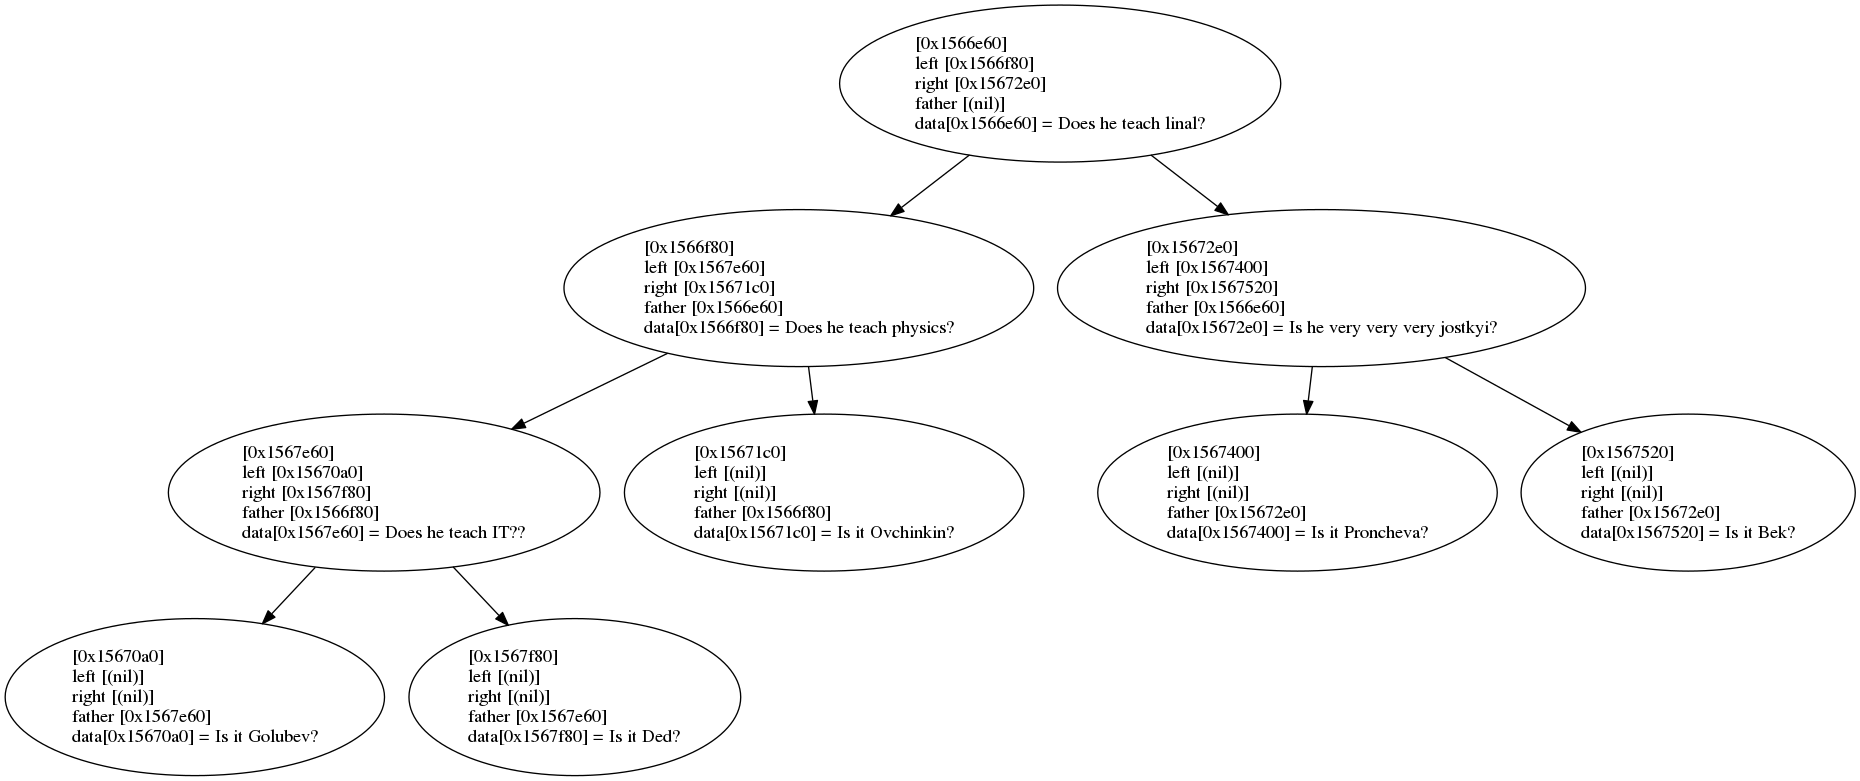 [0x1566e60]
left [0x1566f80]
right [0x15672e0]
father [(nil)]
data[0x1566e60] = Does he teach linal?
[0x1566f80]
left [0x1567e60]
right [0x15671c0]
father [0x1566e60]
data[0x1566f80] = Does he teach physics?
[0x15672e0]
left [0x1567400]
right [0x1567520]
father [0x1566e60]
data[0x15672e0] = Is he very very very jostkyi?
[0x1567e60]
left [0x15670a0]
right [0x1567f80]
father [0x1566f80]
data[0x1567e60] = Does he teach IT??
[0x15671c0]
left [(nil)]
right [(nil)]
father [0x1566f80]
data[0x15671c0] = Is it Ovchinkin?
[0x1567400]
left [(nil)]
right [(nil)]
father [0x15672e0]
data[0x1567400] = Is it Proncheva?
[0x1567520]
left [(nil)]
right [(nil)]
father [0x15672e0]
data[0x1567520] = Is it Bek?
[0x15670a0]
left [(nil)]
right [(nil)]
father [0x1567e60]
data[0x15670a0] = Is it Golubev?
[0x1567f80]
left [(nil)]
right [(nil)]
father [0x1567e60]
data[0x1567f80] = Is it Ded?